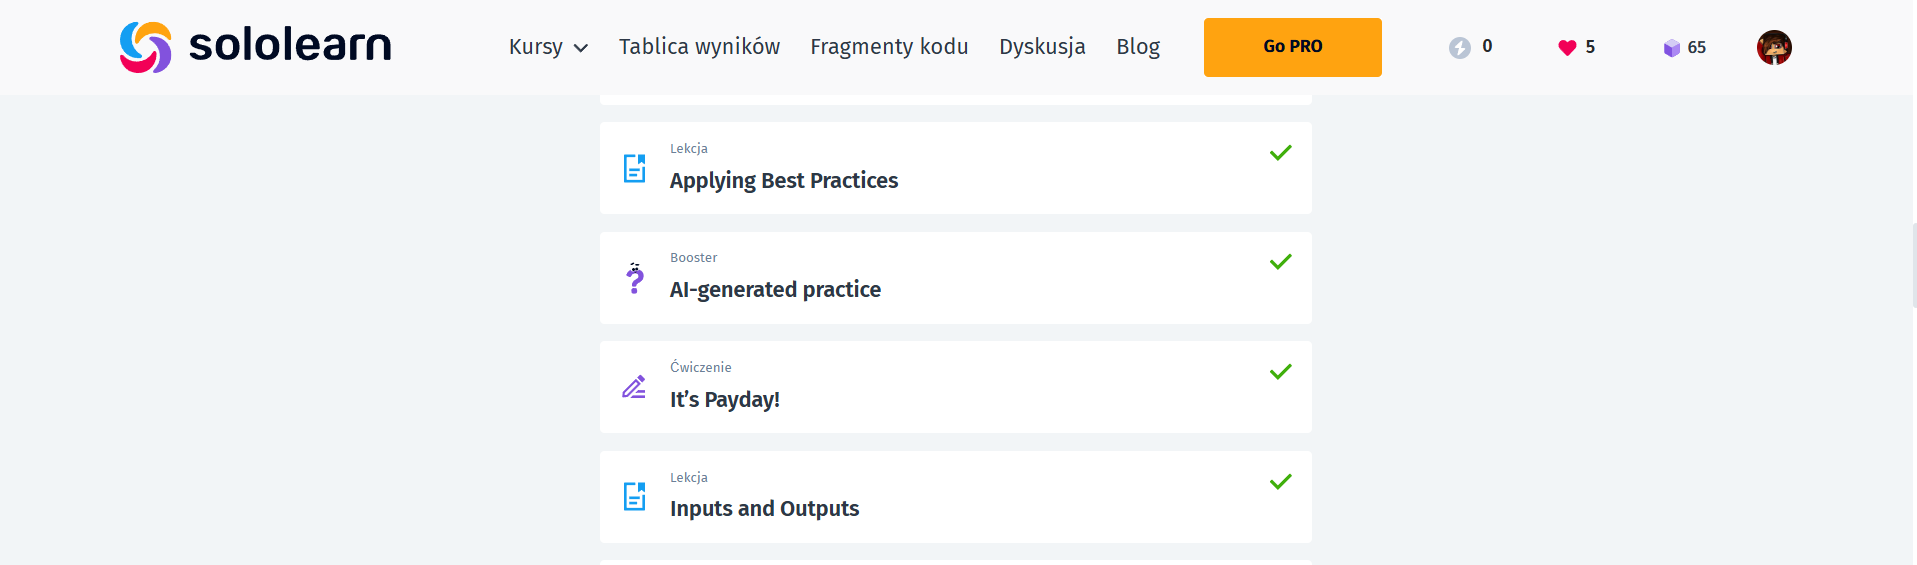 sololearn Kursy Tablica wyników Fragmenty kodu Dyskusja Blog Go PRO 0 5 65
Lekcja
Applying Best Practices
Booster
AI-generated practice
Ćwiczenie
It’s Payday!
Lekcja
Inputs and Outputs